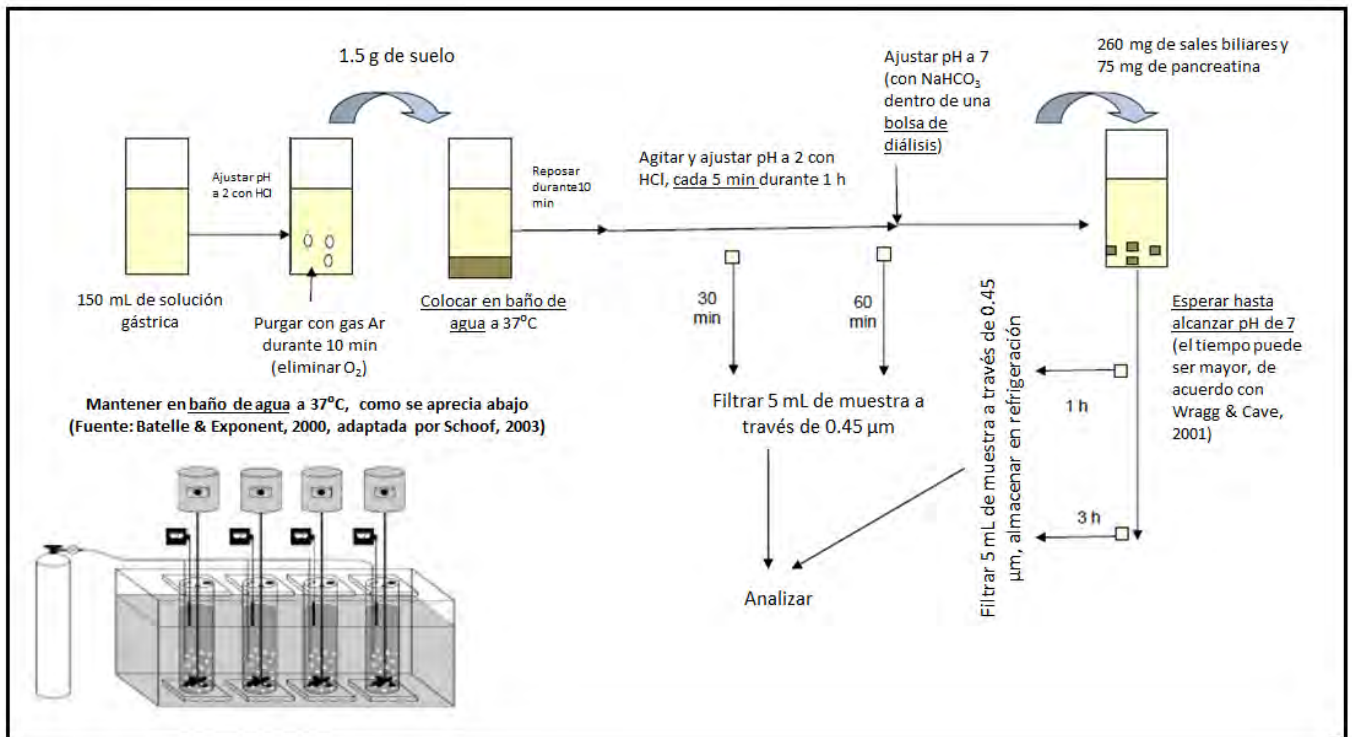 1.5 g de suelo
260 mg de sales biliares y
75 mg de pancreatina
Ajustar pH a 7
(con NaHCO₃
dentro de una
bolsa de
diálisis)
Ajustar pH
a 2 con HCl
Reposar
durante10
min
Agitar y ajustar pH a 2 con
HCl, cada 5 min durante 1 h
150 mL de solución
gástrica
Purgar con gas Ar
durante 10 min
(eliminar O₂)
Colocar en baño de
agua a 37°C
30
min
60
min
Filtrar 5 mL de muestra a
través de 0.45 µm
Analizar
Filtrar 5 mL de muestra a través de 0.45
µm, almacenar en refrigeración
1 h
3 h
Esperar hasta
alcanzar pH de 7
(el tiempo puede
ser mayor, de
acuerdo con
Wragg & Cave,
2001)
Mantener en baño de agua a 37°C, como se aprecia abajo
(Fuente: Batelle & Exponent, 2000, adaptada por Schoof, 2003)